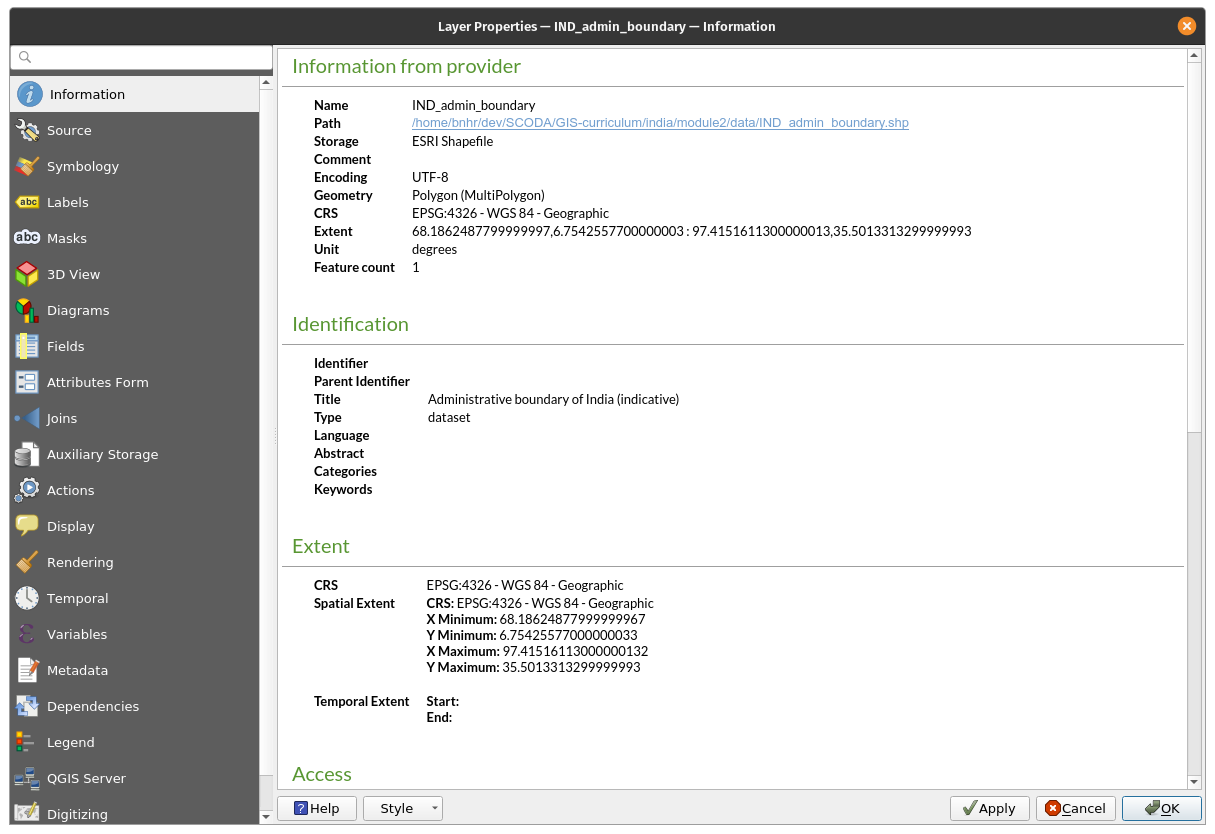 Layer Properties — IND_admin_boundary — Information
Information
Source
Symbology
abc Labels
abc Masks
3D View
Diagrams
Fields
Attributes Form
Joins
Auxiliary Storage
Actions
Display
Rendering
Temporal
Variables
Metadata
Dependencies
Legend
QGIS Server
Digitizing
Information from provider
Name IND_admin_boundary
Path /home/bnhr/dev/SCODA/GIS-curriculum/india/module2/data/IND_admin_boundary.shp
Storage ESRI Shapefile
Comment
Encoding UTF-8
Geometry Polygon (MultiPolygon)
CRS EPSG:4326 - WGS 84 - Geographic
Extent 68.1862487799999997,6.7542557700000003 : 97.4151611300000013,35.5013313299999993
Unit degrees
Feature count 1
Identification
Identifier
Parent Identifier
Title Administrative boundary of India (indicative)
Type dataset
Language
Abstract
Categories
Keywords
Extent
CRS EPSG:4326 - WGS 84 - Geographic
Spatial Extent CRS: EPSG:4326 - WGS 84 - Geographic
X Minimum: 68.18624877999999967
Y Minimum: 6.75425577000000033
X Maximum: 97.41516113000000132
Y Maximum: 35.5013313299999993
Temporal Extent Start:
End:
Access
Help Style Apply Cancel OK